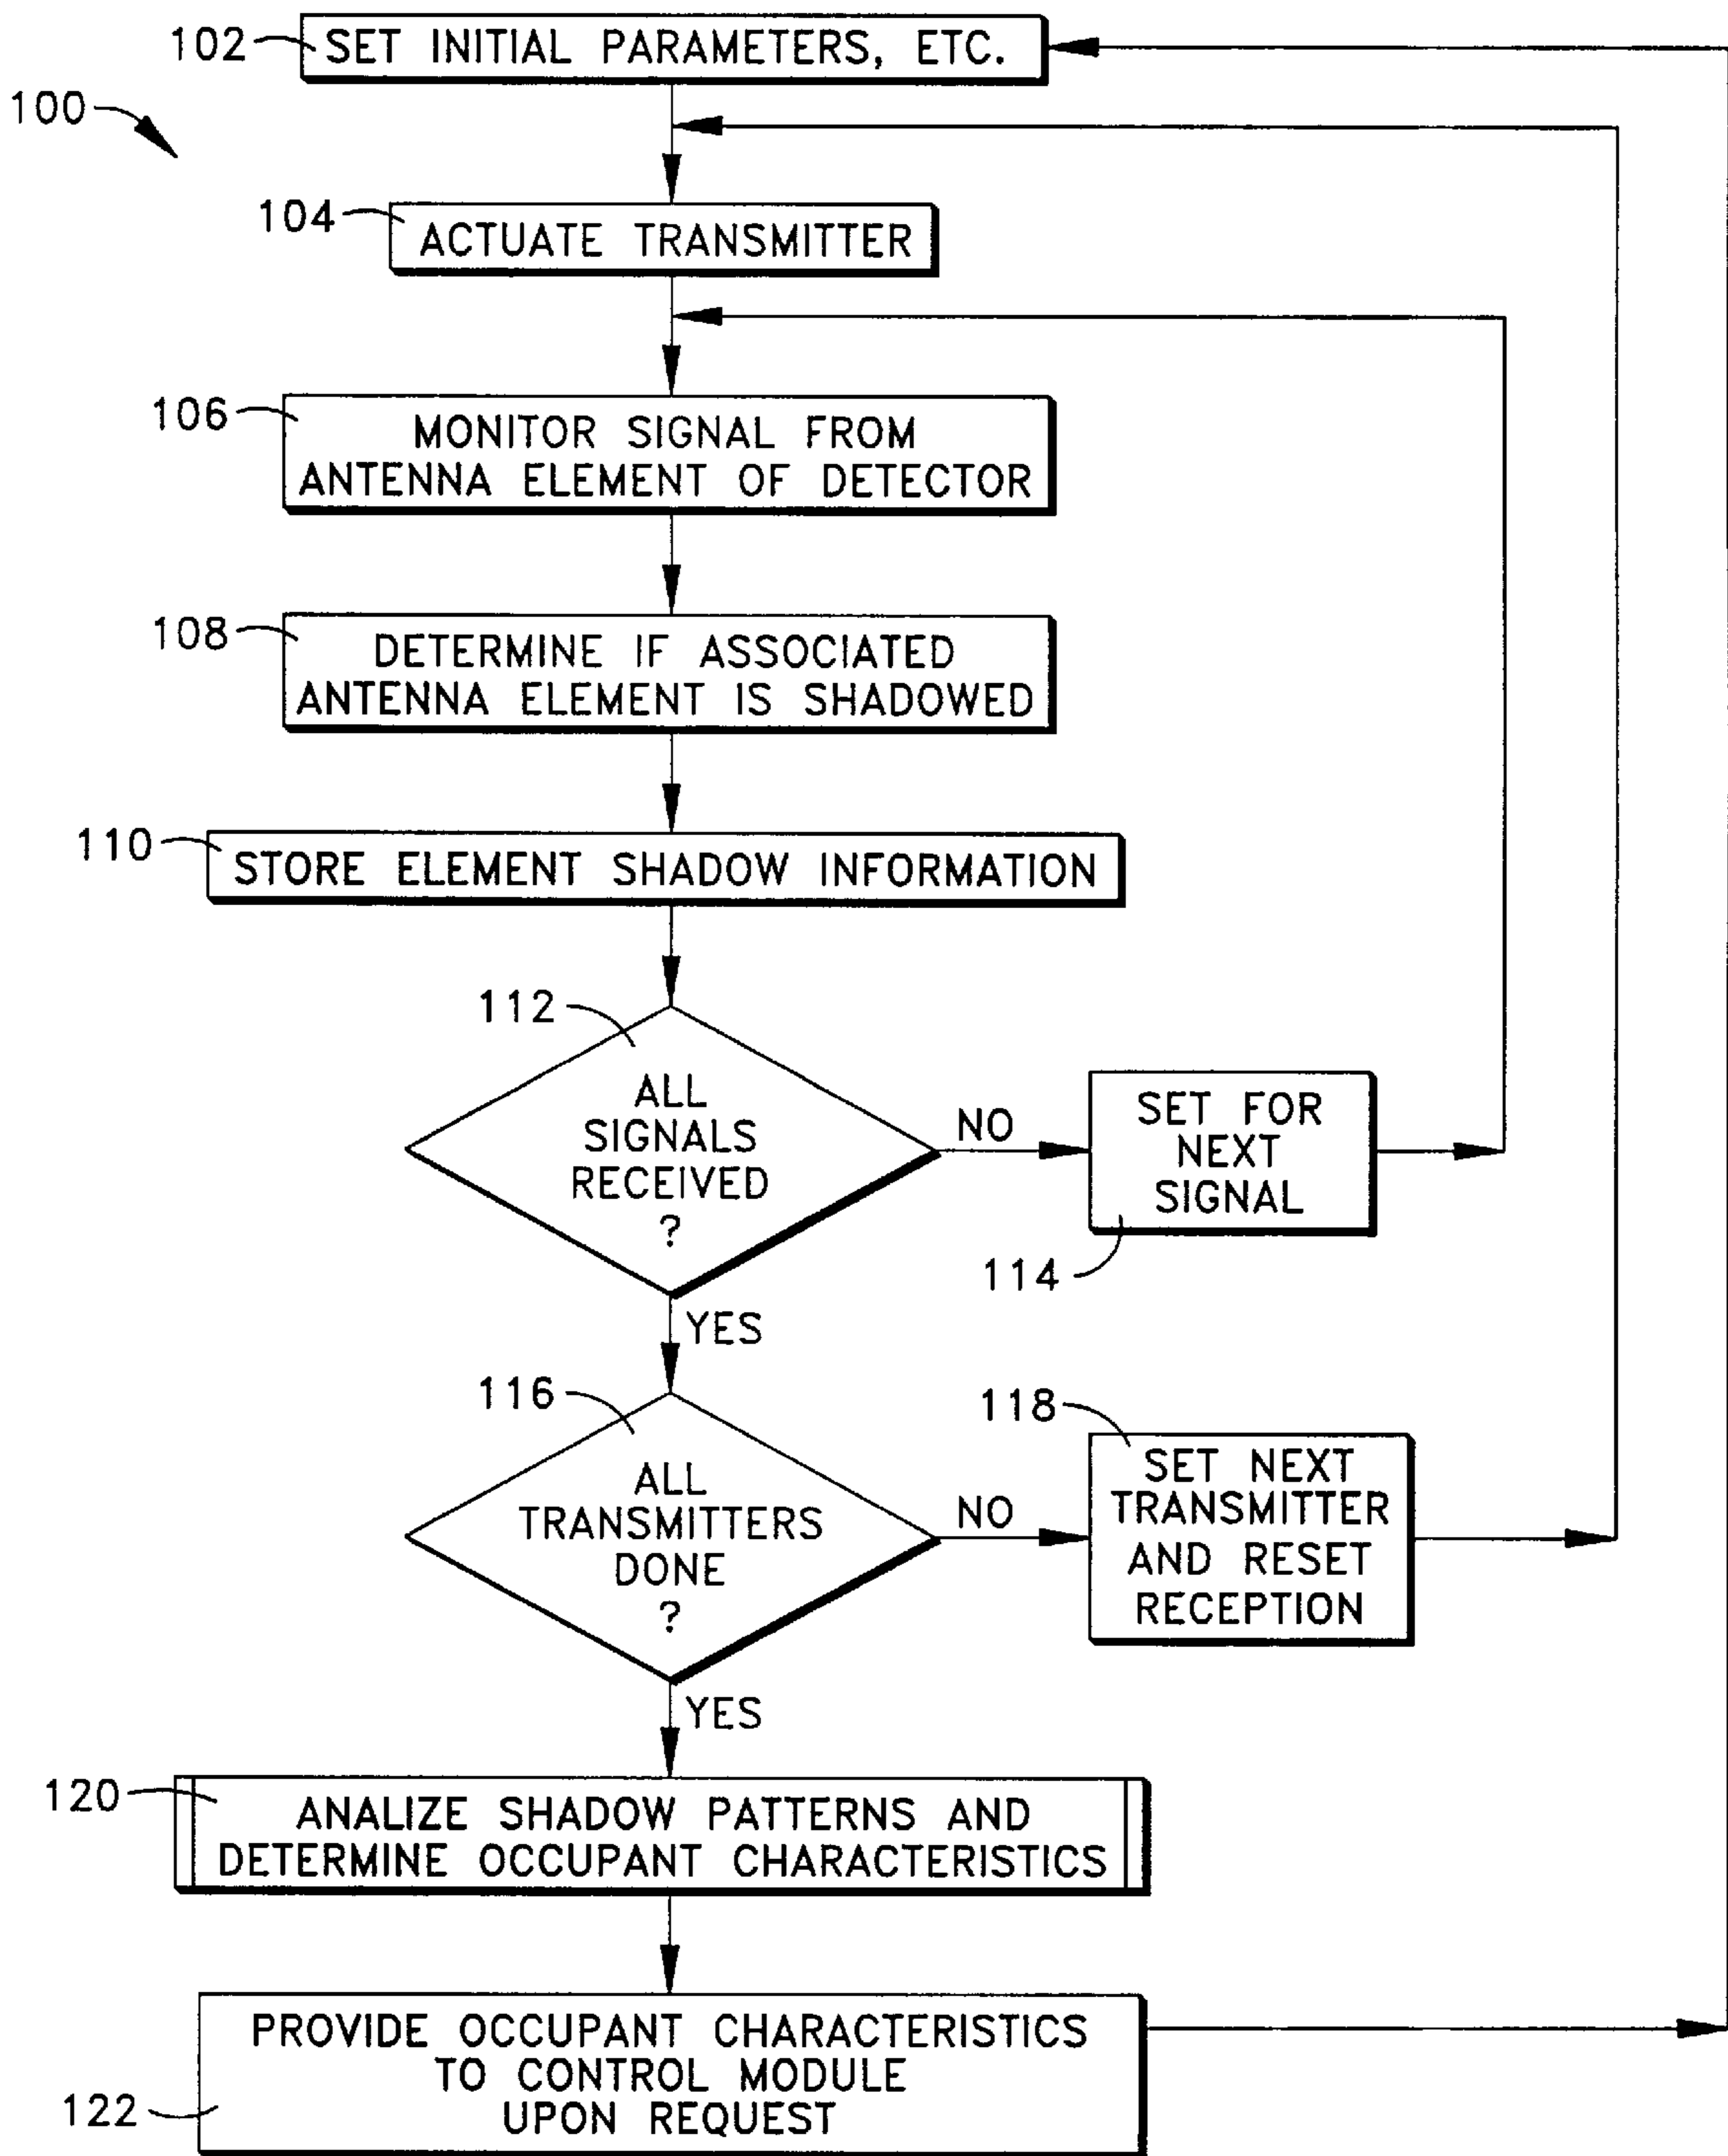 102
SET INITIAL PARAMETERS, ETC.
100
104
ACTUATE TRANSMITTER
106
MONITOR SIGNAL FROM
ANTENNA ELEMENT OF DETECTOR
108
DETERMINE IF ASSOCIATED
ANTENNA ELEMENT IS SHADOWED
110
STORE ELEMENT SHADOW INFORMATION
112
ALL
SIGNALS
RECEIVED
?
NO
SET FOR
NEXT
SIGNAL
114
YES
116
ALL
TRANSMITTERS
DONE
?
NO
118
SET NEXT
TRANSMITTER
AND RESET
RECEPTION
YES
120
ANALIZE SHADOW PATTERNS AND
DETERMINE OCCUPANT CHARACTERISTICS
PROVIDE OCCUPANT CHARACTERISTICS
TO CONTROL MODULE
UPON REQUEST
122